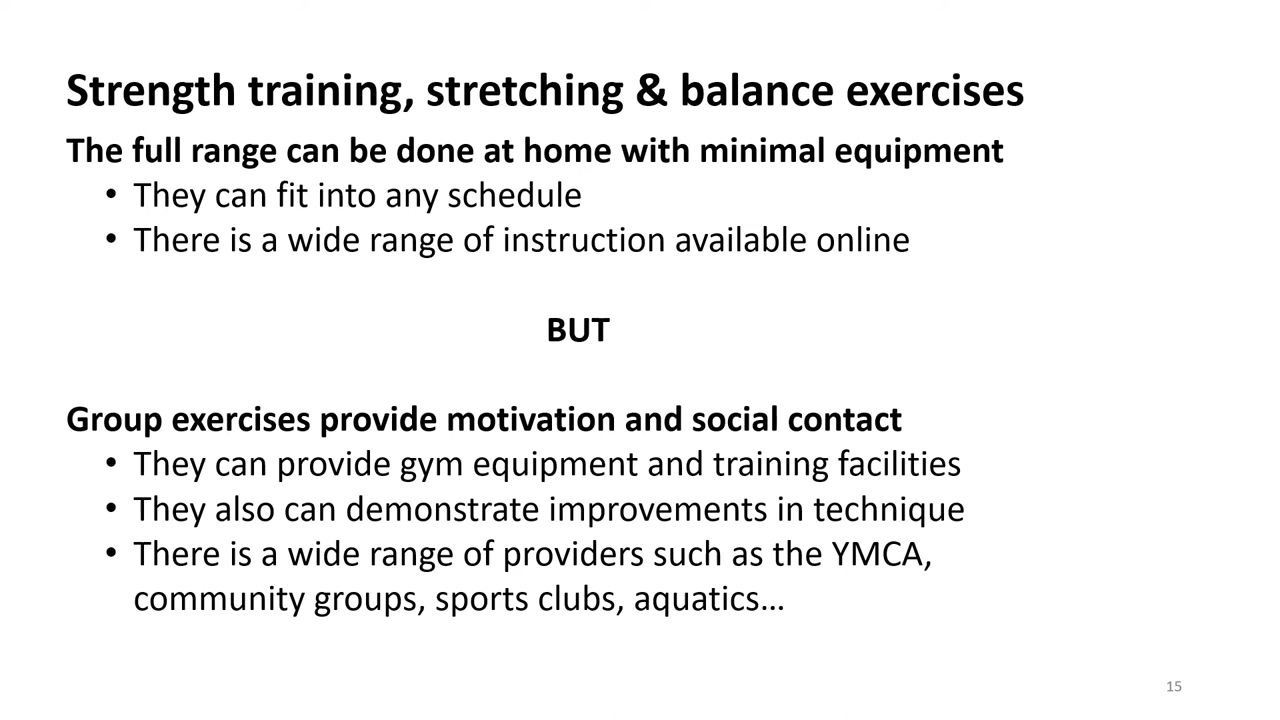 Strength training, stretching & balance exercises
The full range can be done at home with minimal equipment
• They can fit into any schedule
• There is a wide range of instruction available online
BUT
Group exercises provide motivation and social contact
• They can provide gym equipment and training facilities
• They also can demonstrate improvements in technique
• There is a wide range of providers such as the YMCA,
community groups, sports clubs, aquatics…
15